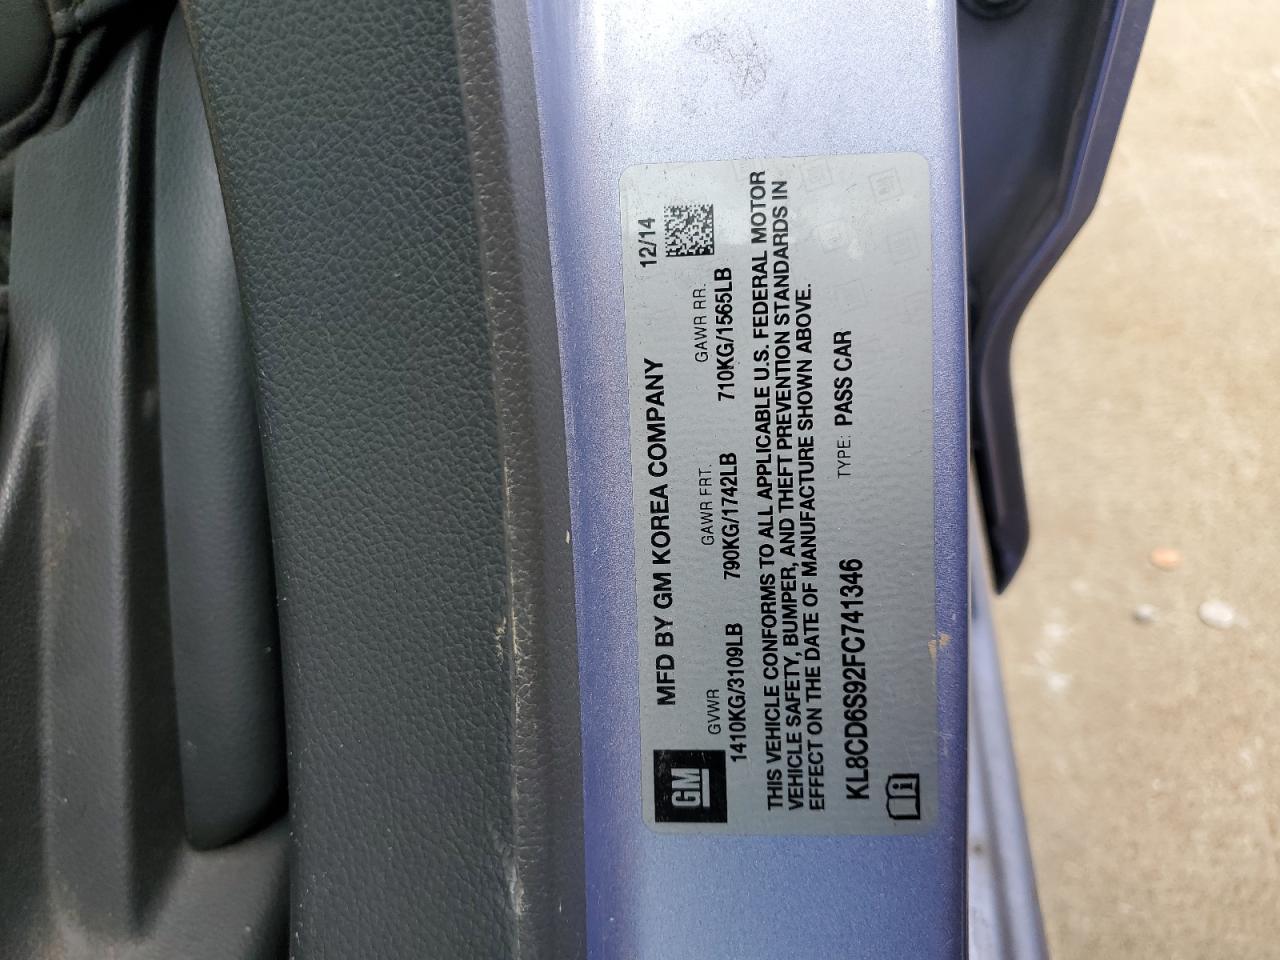 GM
MFD BY GM KOREA COMPANY
12/14
GVWR GAWR FRT. GAWR RR.
1410KG/3109LB 790KG/1742LB 710KG/1565LB
THIS VEHICLE CONFORMS TO ALL APPLICABLE U.S. FEDERAL MOTOR
VEHICLE SAFETY, BUMPER, AND THEFT PREVENTION STANDARDS IN
EFFECT ON THE DATE OF MANUFACTURE SHOWN ABOVE.
KL8CD6S92FC741346 TYPE: PASS CAR
i